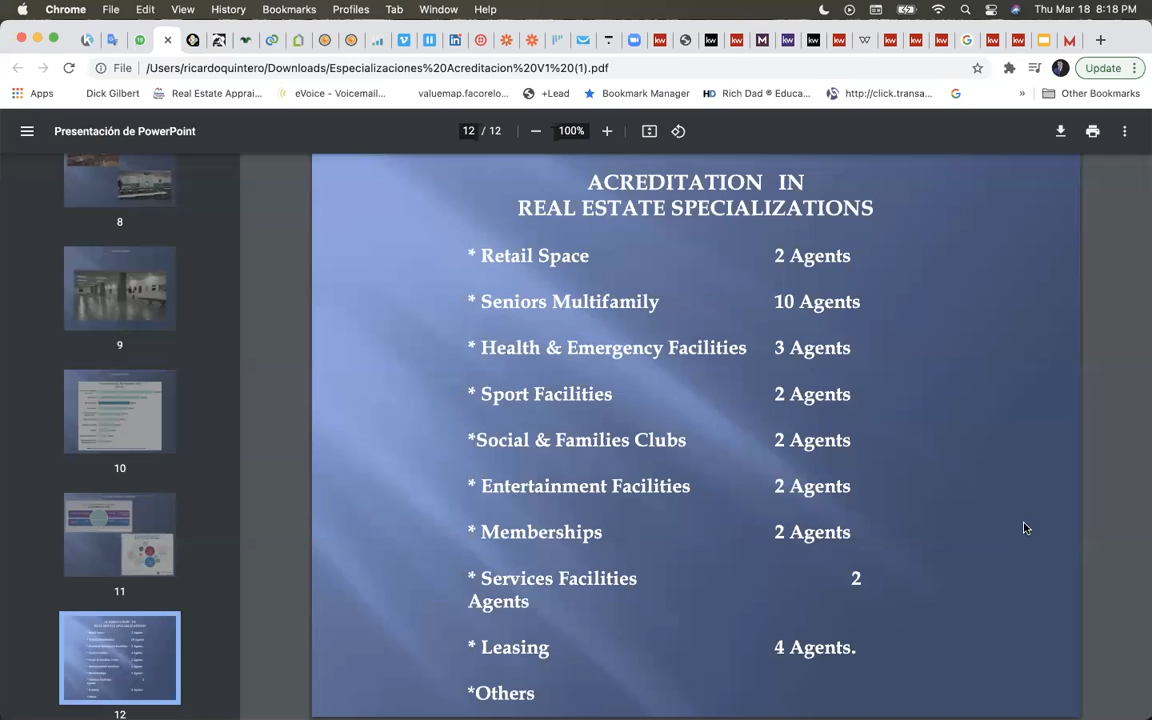 Chrome File Edit View History Bookmarks Profiles Tab Window Help Thu Mar 18 8:18 PM
File /Users/ricardoquintero/Downloads/Especializaciones%20Acreditacion%20V1%20(1).pdf Update
Apps Dick Gilbert Real Estate Apprai... eVoice - Voicemail... valuemap.facorelo... +Lead Bookmark Manager Rich Dad ® Educa... http://click.transa... » Other Bookmarks
Presentación de PowerPoint 12 / 12 100%
8
9
10
11
12
ACREDITATION IN
REAL ESTATE SPECIALIZATIONS
* Retail Space 2 Agents
* Seniors Multifamily 10 Agents
* Health & Emergency Facilities 3 Agents
* Sport Facilities 2 Agents
*Social & Families Clubs 2 Agents
* Entertainment Facilities 2 Agents
* Memberships 2 Agents
* Services Facilities 2
Agents
* Leasing 4 Agents.
*Others